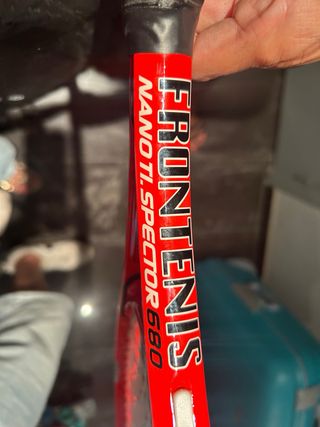 FRONTENIS
NANO TI. SPECTOR 680